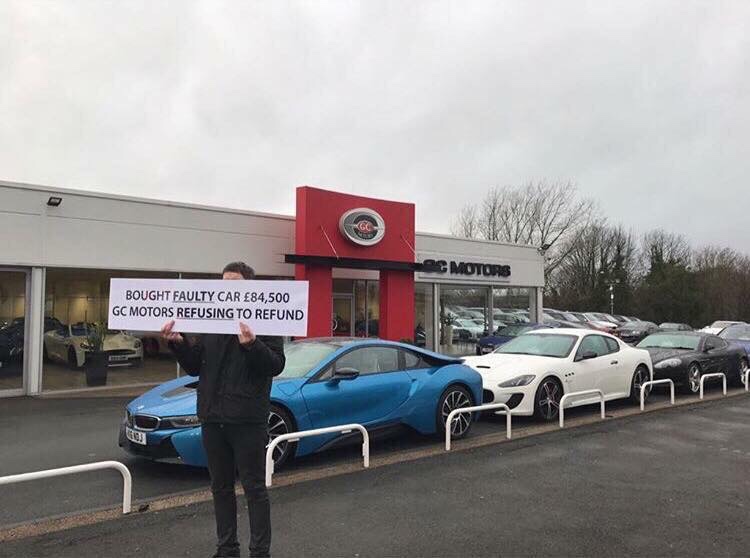 GC
GC MOTORS
BOUGHT FAULTY CAR £84,500
GC MOTORS REFUSING TO REFUND